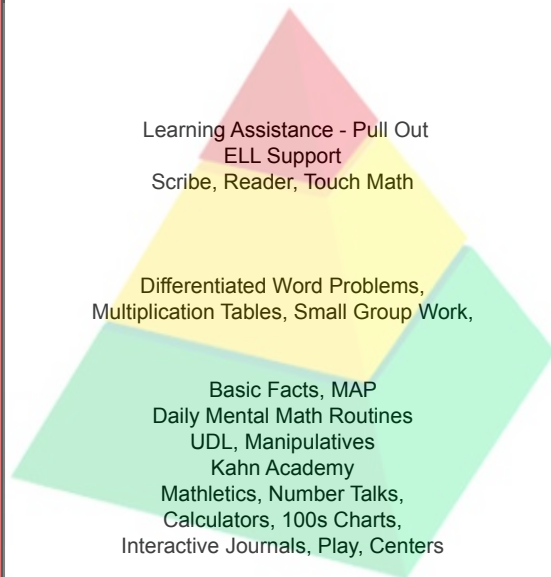 Learning Assistance - Pull Out
ELL Support
Scribe, Reader, Touch Math
Differentiated Word Problems,
Multiplication Tables, Small Group Work,
Basic Facts, MAP
Daily Mental Math Routines
UDL, Manipulatives
Kahn Academy
Mathletics, Number Talks,
Calculators, 100s Charts,
Interactive Journals, Play, Centers